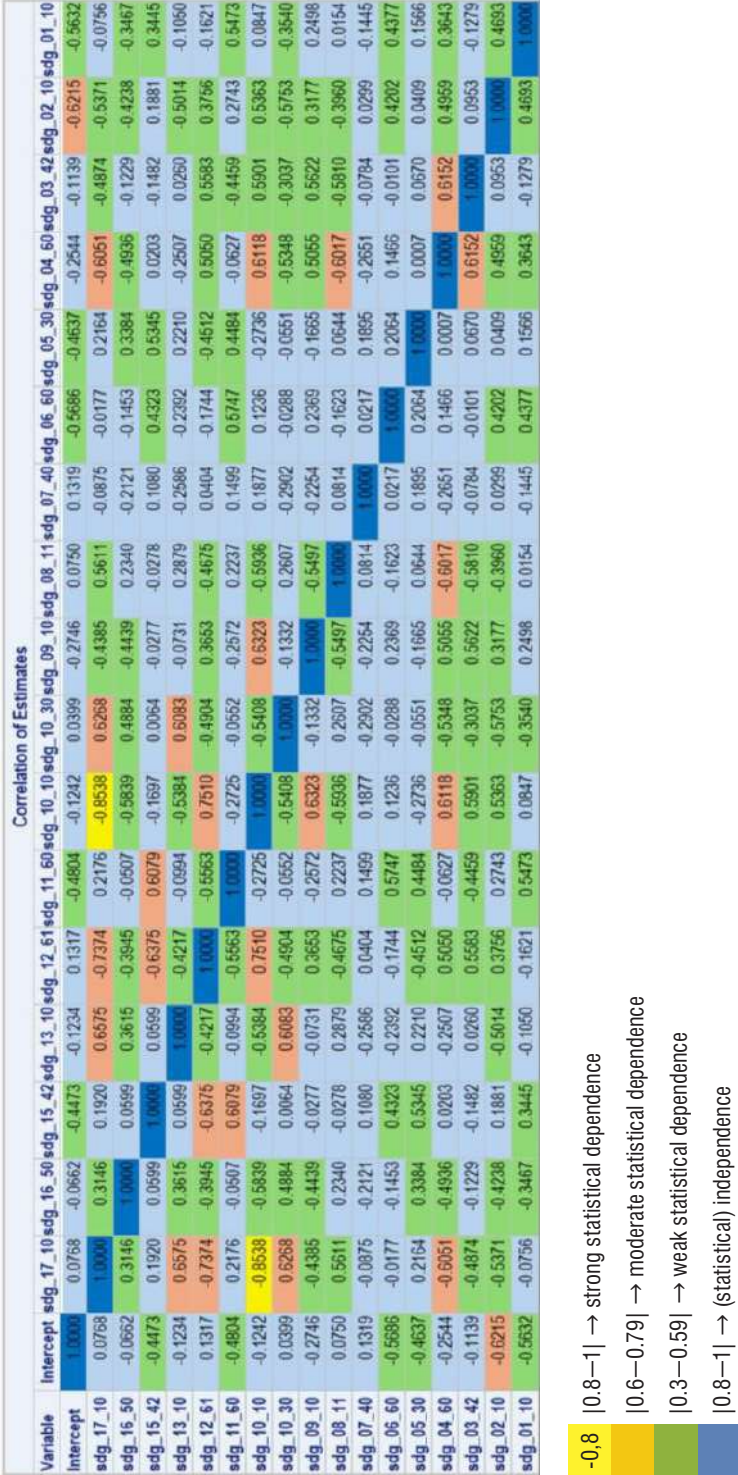 Correlation of Estimates
Variable Intercept sdg_17_10 sdg_16_50 sdg_15_42 sdg_13_10 sdg_12_61 sdg_11_60 sdg_10_10 sdg_10_30 sdg_09_10 sdg_08_11 sdg_07_40 sdg_06_60 sdg_05_30 sdg_04_60 sdg_03_42 sdg_02_10 sdg_01_10
Intercept 1.0000 0.0768 -0.0662 -0.4473 -0.1234 0.1317 -0.4804 -0.1242 0.0399 -0.2746 0.0750 0.1319 -0.5686 -0.4637 -0.2544 -0.1139 -0.6215 -0.5632
sdg_17_10 0.0768 1.0000 0.3146 0.1920 0.6575 -0.7374 0.2176 -0.8538 0.6268 -0.4385 0.5611 -0.0875 -0.0177 0.2164 -0.6051 -0.4874 -0.5371 -0.0756
sdg_16_50 -0.0662 0.3146 1.0000 0.0599 0.3615 -0.3945 -0.0507 -0.5839 0.4884 -0.4439 0.2340 -0.2121 -0.1453 0.3384 -0.4936 -0.1229 -0.4238 -0.3467
sdg_15_42 -0.4473 0.1920 0.0599 1.0000 0.0599 -0.6375 0.6079 -0.1697 0.0064 -0.0277 -0.0278 0.1080 0.4323 0.5345 0.0203 -0.1482 0.1881 0.3445
sdg_13_10 -0.1234 0.6575 0.3615 0.0599 1.0000 -0.4217 -0.0994 -0.5384 0.6083 -0.0731 0.2879 -0.2586 -0.2392 0.2210 -0.2507 0.0260 -0.5014 -0.1050
sdg_12_61 0.1317 -0.7374 -0.3945 -0.6375 -0.4217 1.0000 -0.5563 0.7510 -0.4904 0.3653 -0.4675 0.0404 -0.1744 -0.4512 0.5050 0.5583 0.3756 -0.1621
sdg_11_60 -0.4804 0.2176 -0.0507 0.6079 -0.0994 -0.5563 1.0000 -0.2725 -0.0552 -0.2572 0.2237 0.1499 0.5747 0.4484 -0.0627 -0.4459 0.2743 0.5473
sdg_10_10 -0.1242 -0.8538 -0.5839 -0.1697 -0.5384 0.7510 -0.2725 1.0000 -0.5408 0.6323 -0.5936 0.1877 0.1236 -0.2736 0.6118 0.5901 0.5363 0.0847
sdg_10_30 0.0399 0.6268 0.4884 0.0064 0.6083 -0.4904 -0.0552 -0.5408 1.0000 -0.1332 0.2607 -0.2902 -0.0288 -0.0551 -0.5348 -0.3037 -0.5753 -0.3540
sdg_09_10 -0.2746 -0.4385 -0.4439 -0.0277 -0.0731 0.3653 -0.2572 0.6323 -0.1332 1.0000 -0.5497 -0.2254 0.2369 -0.1665 0.5055 0.5622 0.3177 0.2498
sdg_08_11 0.0750 0.5611 0.2340 -0.0278 0.2879 -0.4675 0.2237 -0.5936 0.2607 -0.5497 1.0000 0.0814 -0.1623 0.0644 -0.6017 -0.5810 -0.3960 0.0154
sdg_07_40 0.1319 -0.0875 -0.2121 0.1080 -0.2586 0.0404 0.1499 0.1877 -0.2902 -0.2254 0.0814 1.0000 0.0217 0.1895 -0.2651 -0.0784 0.0299 -0.1445
sdg_06_60 -0.5686 -0.0177 -0.1453 0.4323 -0.2392 -0.1744 0.5747 0.1236 -0.0288 0.2369 -0.1623 0.0217 1.0000 0.2064 0.1466 -0.0101 0.4202 0.4377
sdg_05_30 -0.4637 0.2164 0.3384 0.5345 0.2210 -0.4512 0.4484 -0.2736 -0.0551 -0.1665 0.0644 0.1895 0.2064 1.0000 0.0007 0.0670 0.0409 0.1566
sdg_04_60 -0.2544 -0.6051 -0.4936 0.0203 -0.2507 0.5050 -0.0627 0.6118 -0.5348 0.5055 -0.6017 -0.2651 0.1466 0.0007 1.0000 0.6152 0.4959 0.3643
sdg_03_42 -0.1139 -0.4874 -0.1229 -0.1482 0.0260 0.5583 -0.4459 0.5901 -0.3037 0.5622 -0.5810 -0.0784 -0.0101 0.0670 0.6152 1.0000 0.0953 -0.1279
sdg_02_10 -0.6215 -0.5371 -0.4238 0.1881 -0.5014 0.3756 0.2743 0.5363 -0.5753 0.3177 -0.3960 0.0299 0.4202 0.0409 0.4959 0.0953 1.0000 0.4693
sdg_01_10 -0.5632 -0.0756 -0.3467 0.3445 -0.1050 -0.1621 0.5473 0.0847 -0.3540 0.2498 0.0154 -0.1445 0.4377 0.1566 0.3643 -0.1279 0.4693 1.0000
-0,8 |0.8—1| → strong statistical dependence
|0.6—0.79| → moderate statistical dependence
|0.3—0.59| → weak statistical dependence
|0.8—1| → (statistical) independence